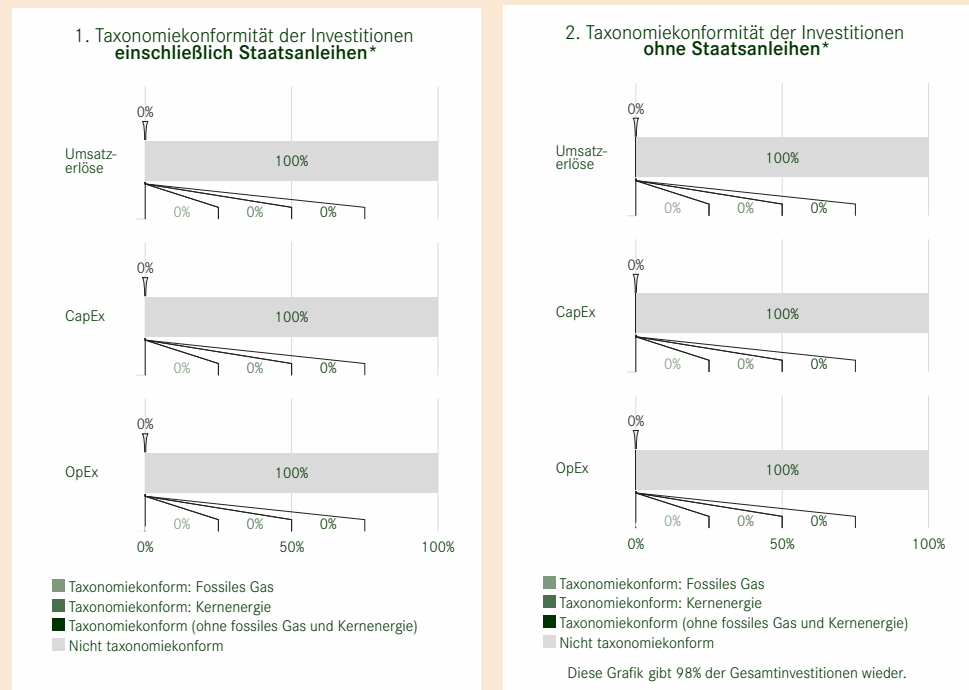 1. Taxonomiekonformität der Investitionen
einschließlich Staatsanleihen*
0%
Umsatz-
erlöse
100%
0% 0% 0%
0%
CapEx
100%
0% 0% 0%
0%
OpEx
100%
0% 0% 0%
0% 50% 100%
Taxonomiekonform: Fossiles Gas
Taxonomiekonform: Kernenergie
Taxonomiekonform (ohne fossiles Gas und Kernenergie)
Nicht taxonomiekonform
2. Taxonomiekonformität der Investitionen
ohne Staatsanleihen*
0%
Umsatz-
erlöse
100%
0% 0% 0%
0%
CapEx
100%
0% 0% 0%
0%
OpEx
100%
0% 0% 0%
0% 50% 100%
Taxonomiekonform: Fossiles Gas
Taxonomiekonform: Kernenergie
Taxonomiekonform (ohne fossiles Gas und Kernenergie)
Nicht taxonomiekonform
Diese Grafik gibt 98% der Gesamtinvestitionen wieder.